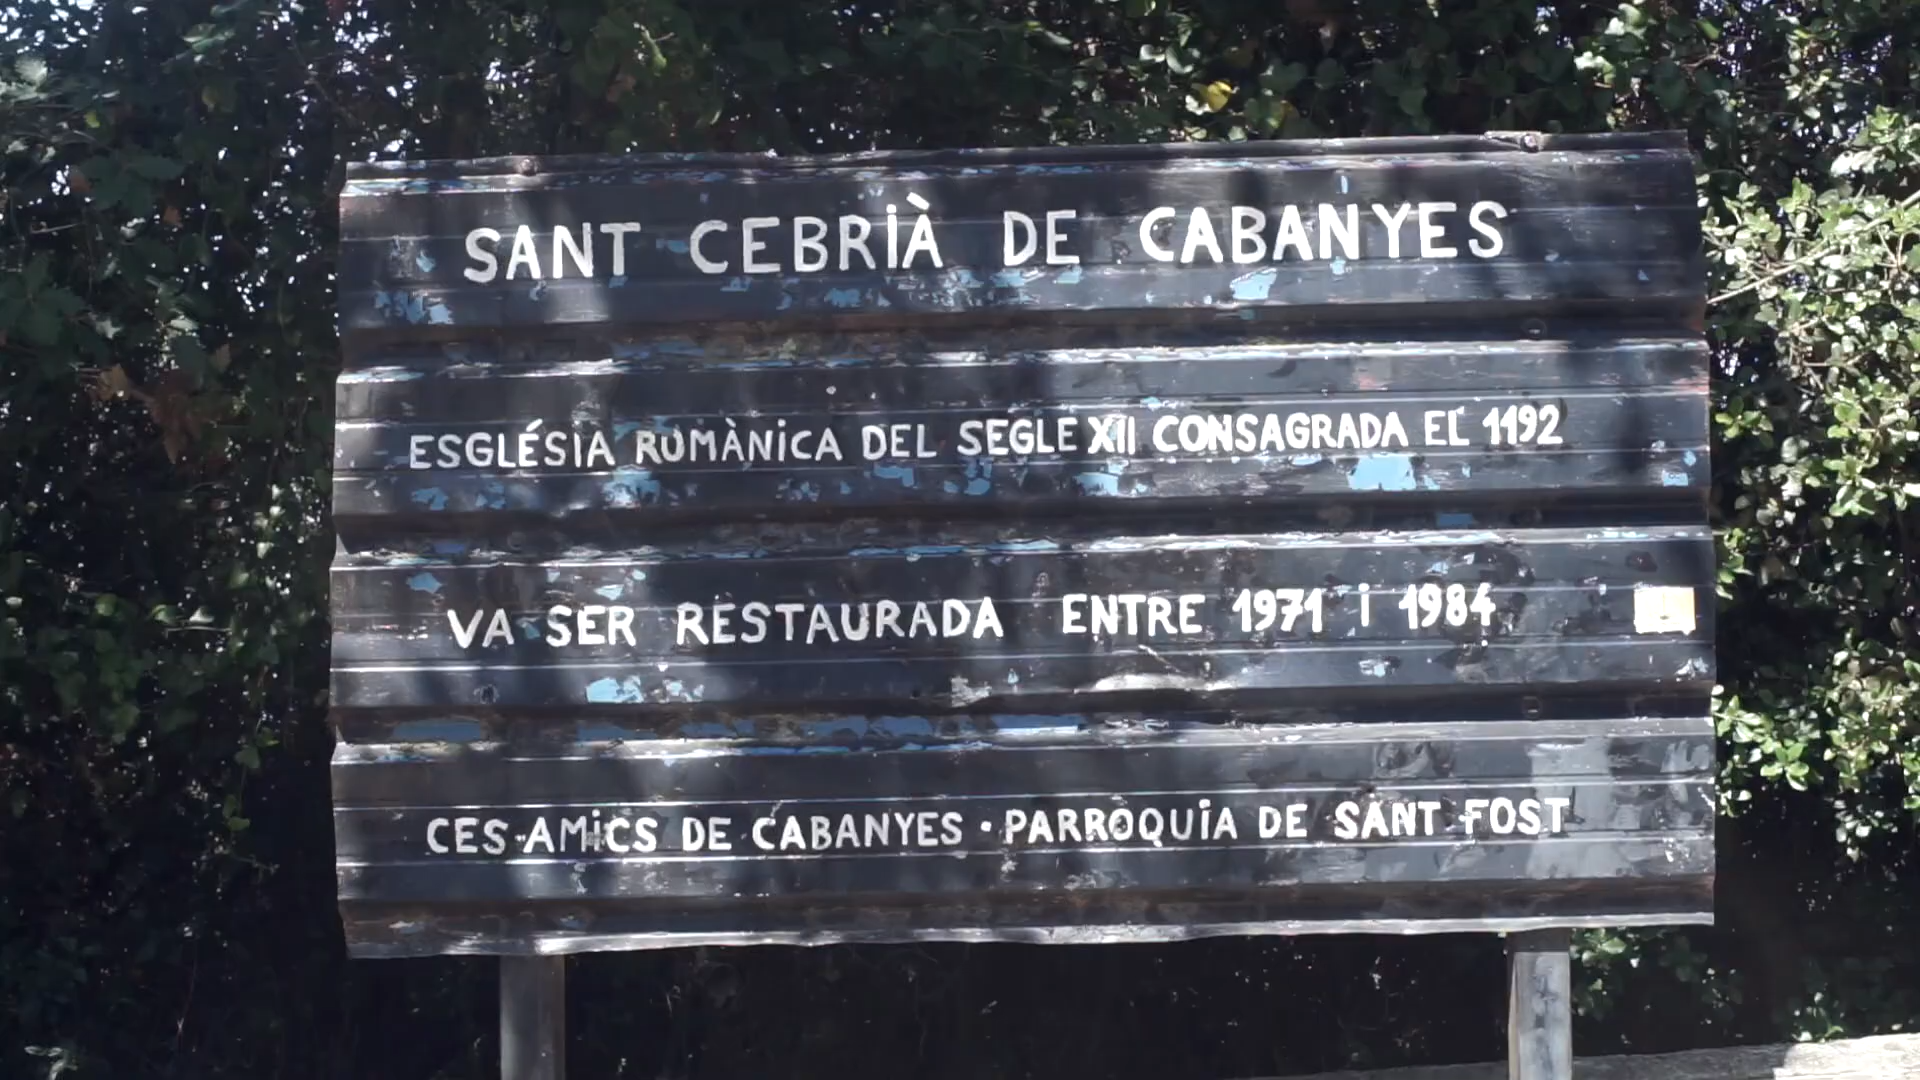 SANT CEBRIÀ DE CABANYES
ESGLÉSIA ROMÀNICA DEL SEGLE XII CONSAGRADA EL 1192
VA SER RESTAURADA ENTRE 1971 i 1984
CES·AMICS DE CABANYES · PARRÒQUIA DE SANT FOST